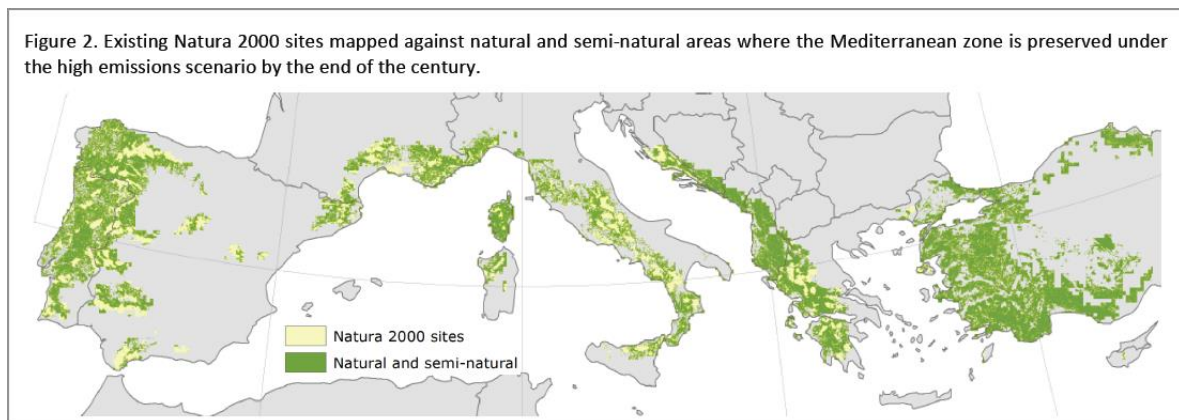 Figure 2. Existing Natura 2000 sites mapped against natural and semi-natural areas where the Mediterranean zone is preserved under
the high emissions scenario by the end of the century.
Natura 2000 sites
Natural and semi-natural